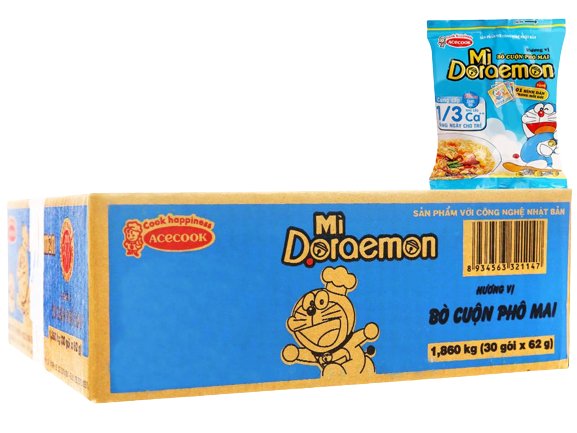 ACECOOK
Hương vị
BÒ CUỘN PHÔ MAI
Mì
Doraemon
1/3 Ca
Cook happiness
ACECOOK
Mì
Doraemon
SẢN PHẨM VỚI CÔNG NGHỆ NHẬT BẢN
8 934563 321147
HƯƠNG VỊ
BÒ CUỘN PHÔ MAI
1,860 kg (30 gói x 62 g)